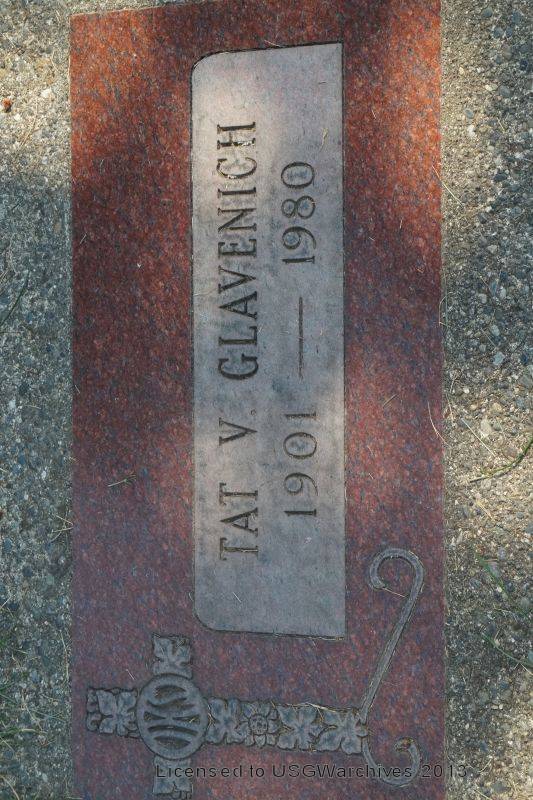 TAT V. GLAVENICH
1901 — 1980
Licensed to USGWarchives 2013